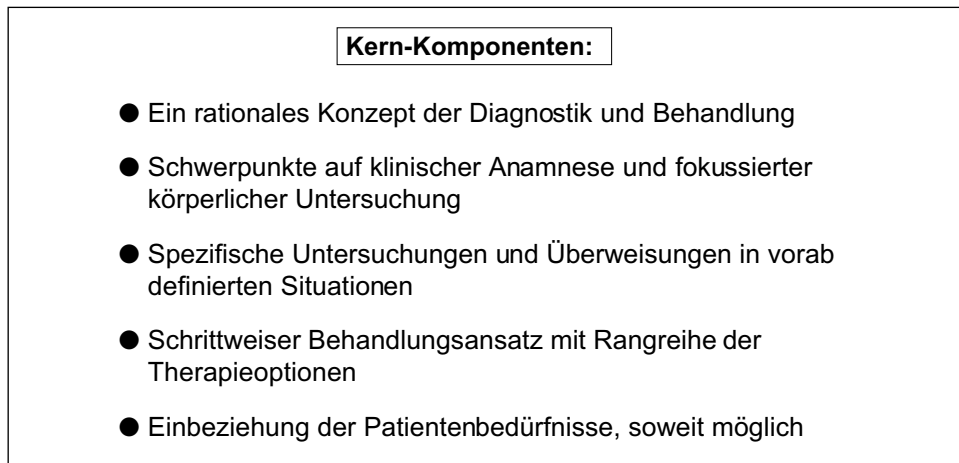 Kern-Komponenten:
● Ein rationales Konzept der Diagnostik und Behandlung
● Schwerpunkte auf klinischer Anamnese und fokussierter
körperlicher Untersuchung
● Spezifische Untersuchungen und Überweisungen in vorab
definierten Situationen
● Schrittweiser Behandlungsansatz mit Rangreihe der
Therapieoptionen
● Einbeziehung der Patientenbedürfnisse, soweit möglich